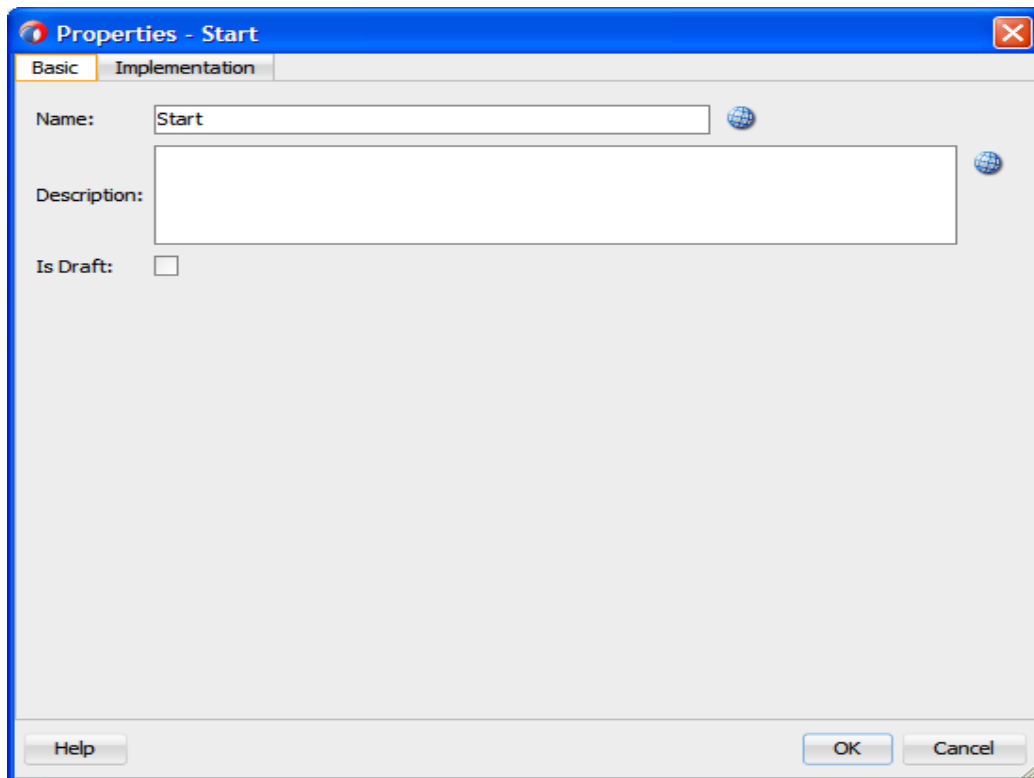 Properties - Start
Basic Implementation
Name: Start
Description:
Is Draft:
Help OK Cancel